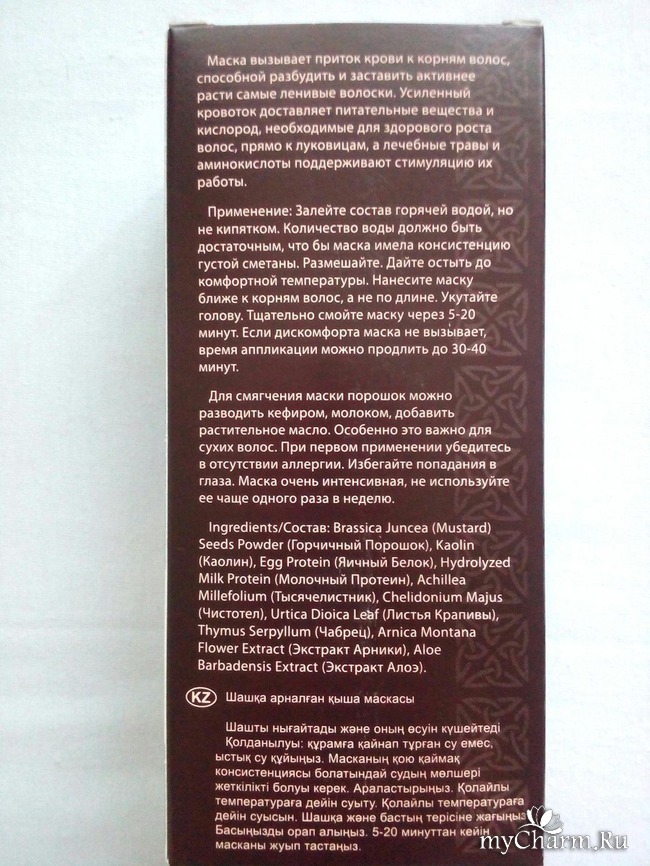 Маска вызывает приток крови к корням волос,
способной разбудить и заставить активнее
расти самые ленивые волоски. Усиленный
кровоток доставляет питательные вещества и
кислород, необходимые для здорового роста
волос, прямо к луковицам, а лечебные травы и
аминокислоты поддерживают стимуляцию их
работы.
Применение: Залейте состав горячей водой, но
не кипятком. Количество воды должно быть
достаточным, что бы маска имела консистенцию
густой сметаны. Размешайте. Дайте остыть до
комфортной температуры. Нанесите маску
ближе к корням волос, а не по длине. Укутайте
голову. Тщательно смойте маску через 5-20
минут. Если дискомфорта маска не вызывает,
время аппликации можно продлить до 30-40
минут.
Для смягчения маски порошок можно
разводить кефиром, молоком, добавить
растительное масло. Особенно это важно для
сухих волос. При первом применении убедитесь
в отсутствии аллергии. Избегайте попадания в
глаза. Маска очень интенсивная, не используйте
ее чаще одного раза в неделю.
Ingredients/Состав: Brassica Juncea (Mustard)
Seeds Powder (Горчичный Порошок), Kaolin
(Каолин), Egg Protein (Яичный Белок), Hydrolyzed
Milk Protein (Молочный Протеин), Achillea
Millefolium (Тысячелистник), Chelidonium Majus
(Чистотел), Urtica Dioica Leaf (Листья Крапивы),
Thymus Serpyllum (Чабрец), Arnica Montana
Flower Extract (Экстракт Арники), Aloe
Barbadensis Extract (Экстракт Алоэ).
KZ Шашқа арналған қыша маскасы
Шашты нығайтады және оның өсуін күшейтеді
Қолданылуы: құрамға қайнап тұрған су емес,
ыстық су құйыңыз. Масканың қою қаймақ
консистенциясы болатындай судың мөлшері
жеткілікті болуы керек. Араластырыңыз. Қолайлы
температураға дейін суыту. Қолайлы температураға
дейін суысын. Шашқа және бастың терісіне жағыңыз
Басыңызды орап алыңыз. 5-20 минуттан кейін
масканы жуып тастаңыз.
myCharm.Ru